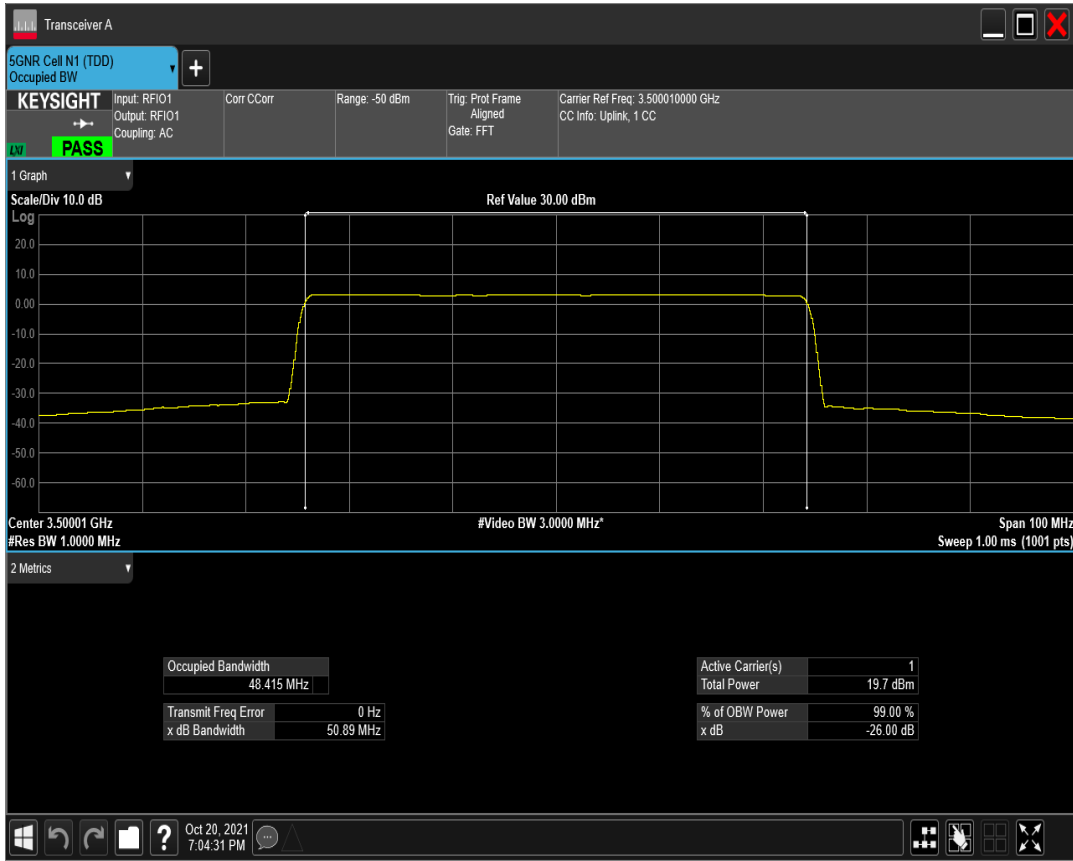 Transceiver A
5GNR Cell N1 (TDD)
Occupied BW
+
KEYSIGHT
LXI
PASS
Input: RFIO1
Output: RFIO1
Coupling: AC
Corr CCorr
Range: -50 dBm
Trig: Prot Frame
Aligned
Gate: FFT
Carrier Ref Freq: 3.500010000 GHz
CC Info: Uplink, 1 CC
1 Graph
Scale/Div 10.0 dB
Ref Value 30.00 dBm
Log
20.0
10.0
0.00
-10.0
-20.0
-30.0
-40.0
-50.0
-60.0
Center 3.50001 GHz
#Video BW 3.0000 MHz*
Span 100 MHz
#Res BW 1.0000 MHz
Sweep 1.00 ms (1001 pts)
2 Metrics
Occupied Bandwidth
48.415 MHz
Transmit Freq Error 0 Hz
x dB Bandwidth 50.89 MHz
Active Carrier(s) 1
Total Power 19.7 dBm
% of OBW Power 99.00 %
x dB -26.00 dB
?
Oct 20, 2021
7:04:31 PM